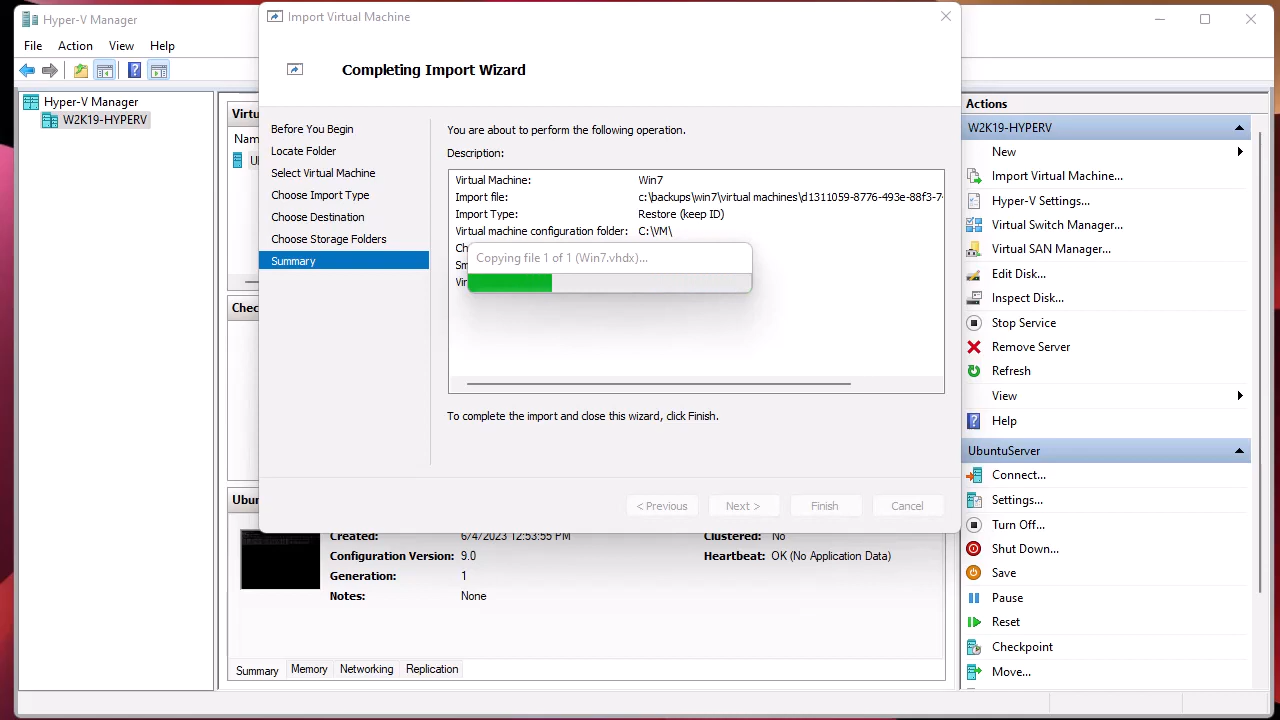 Hyper-V Manager
File Action View Help
Hyper-V Manager
W2K19-HYPERV
Import Virtual Machine
Completing Import Wizard
Before You Begin
Locate Folder
Select Virtual Machine
Choose Import Type
Choose Destination
Choose Storage Folders
Summary
You are about to perform the following operation.
Description:
Virtual Machine: Win7
Import file: c:\backups\win7\virtual machines\d1311059-8776-493e-88f3-7
Import Type: Restore (keep ID)
Virtual machine configuration folder: C:\VM\
Copying file 1 of 1 (Win7.vhdx)...
To complete the import and close this wizard, click Finish.
< Previous Next > Finish Cancel
Created: 6/4/2023 12:53:55 PM Clustered: No
Configuration Version: 9.0 Heartbeat: OK (No Application Data)
Generation: 1
Notes: None
Summary Memory Networking Replication
Actions
W2K19-HYPERV
New
Import Virtual Machine...
Hyper-V Settings...
Virtual Switch Manager...
Virtual SAN Manager...
Edit Disk...
Inspect Disk...
Stop Service
Remove Server
Refresh
View
Help
UbuntuServer
Connect...
Settings...
Turn Off...
Shut Down...
Save
Pause
Reset
Checkpoint
Move...